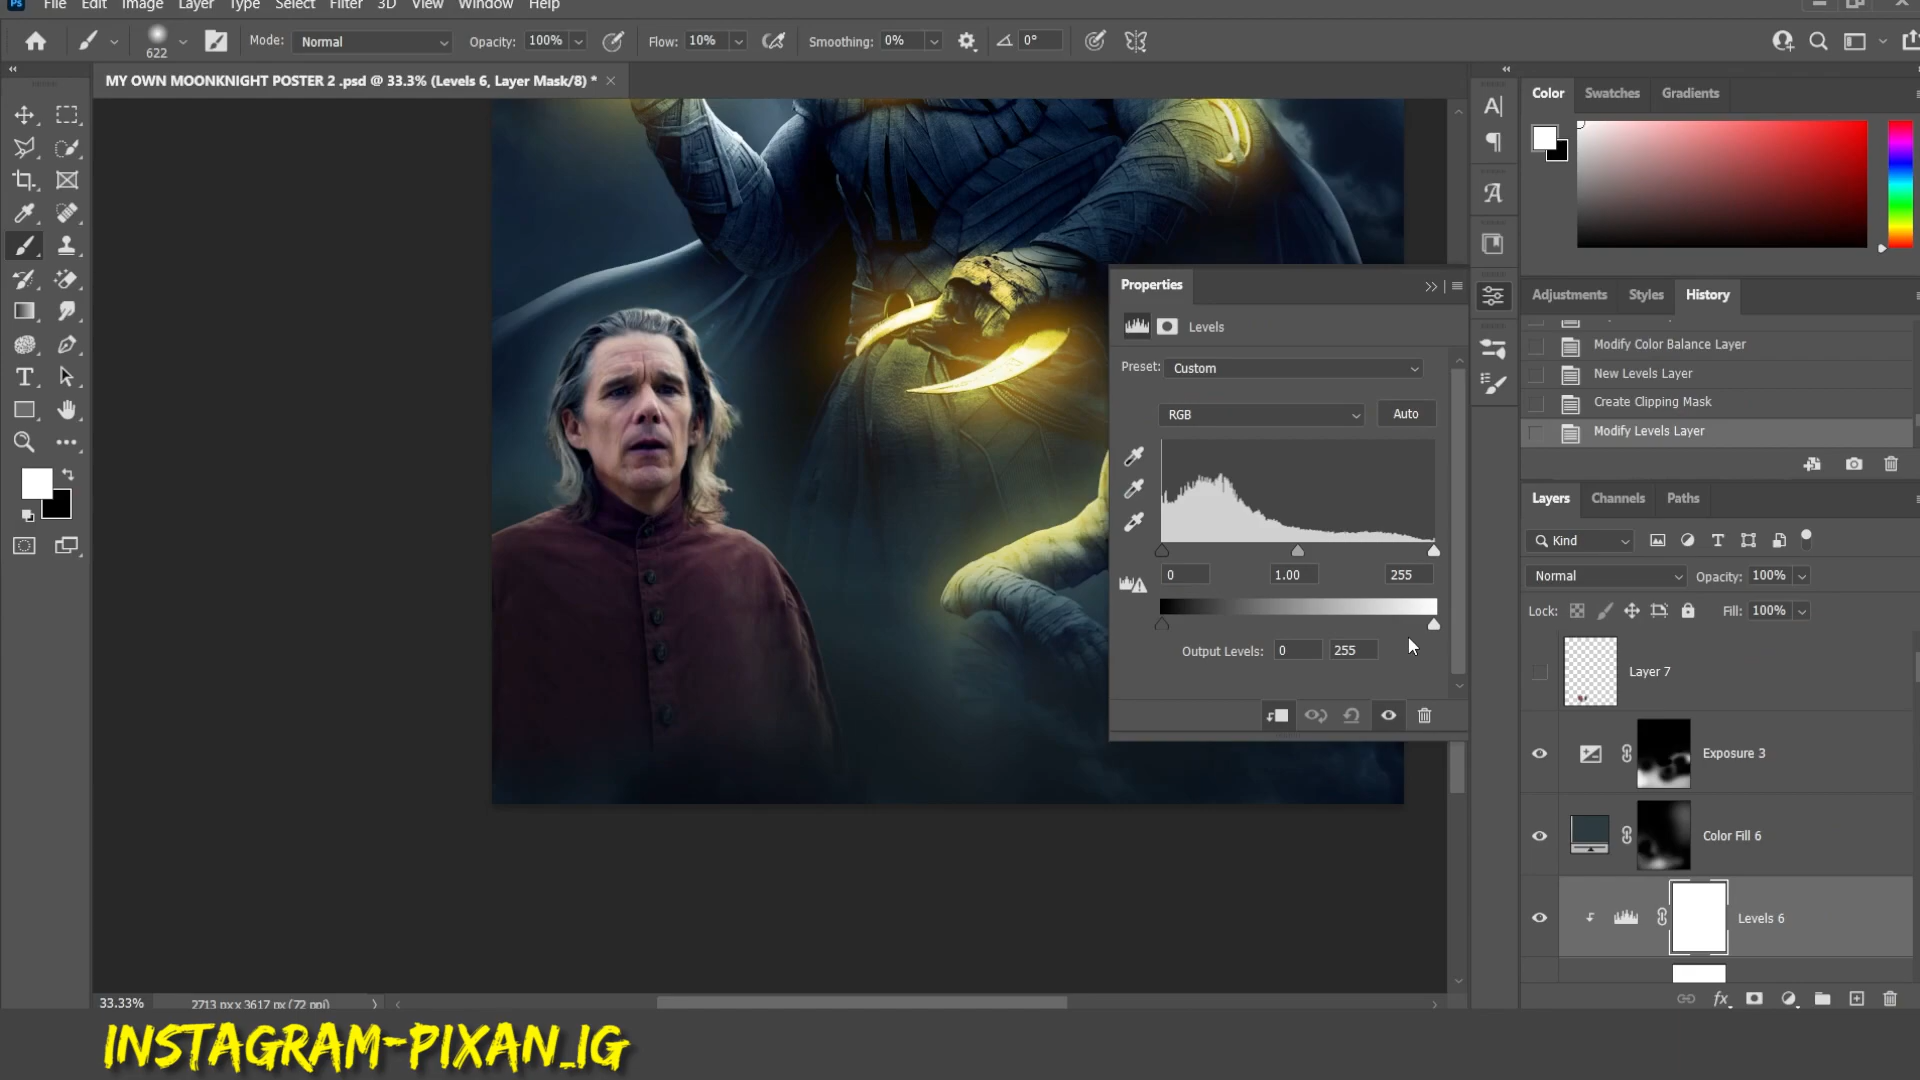 Ps File Edit Image Layer Type Select Filter 3D View Window Help
622 Mode: Normal Opacity: 100% Flow: 10% Smoothing: 0% 0°
MY OWN MOONKNIGHT POSTER 2 .psd @ 33.3% (Levels 6, Layer Mask/8) * ×
Color Swatches Gradients
Properties
Levels
Preset: Custom
RGB Auto
0 1.00 255
Output Levels: 0 255
Adjustments Styles History
Modify Color Balance Layer
New Levels Layer
Create Clipping Mask
Modify Levels Layer
Layers Channels Paths
Kind
Normal Opacity: 100%
Lock: Fill: 100%
Layer 7
Exposure 3
Color Fill 6
Levels 6
fx
33.33% 2713 px x 3617 px (72 ppi)
INSTAGRAM-PIXAN_IG